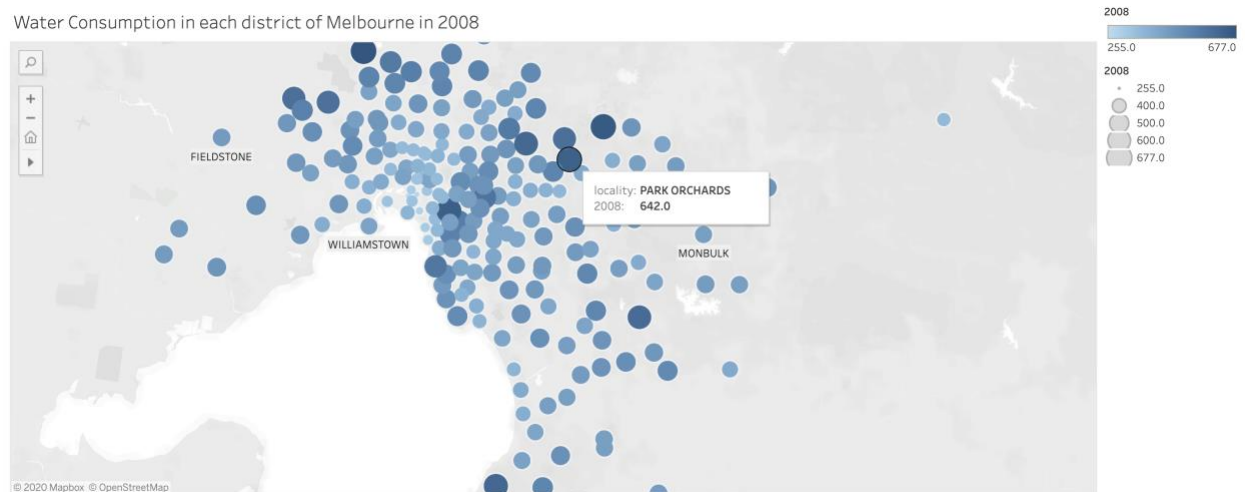 Water Consumption in each district of Melbourne in 2008
2008
255.0 677.0
2008
255.0
400.0
500.0
600.0
677.0
FIELDSTONE
locality: PARK ORCHARDS
2008: 642.0
WILLIAMSTOWN
MONBULK
© 2020 Mapbox © OpenStreetMap